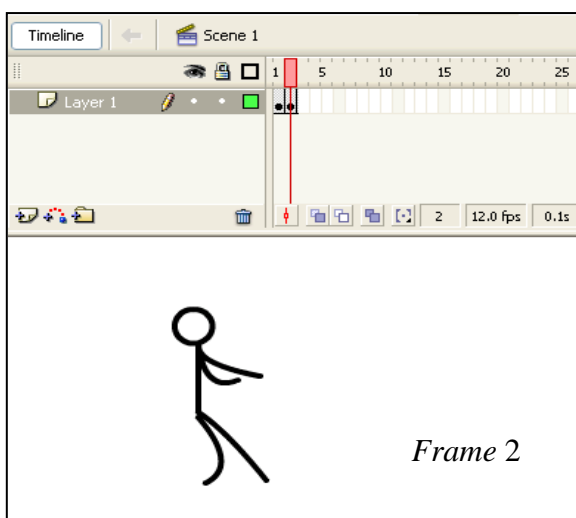 Timeline Scene 1
1 5 10 15 20 25
Layer 1
2 12.0 fps 0.1s
Frame 2